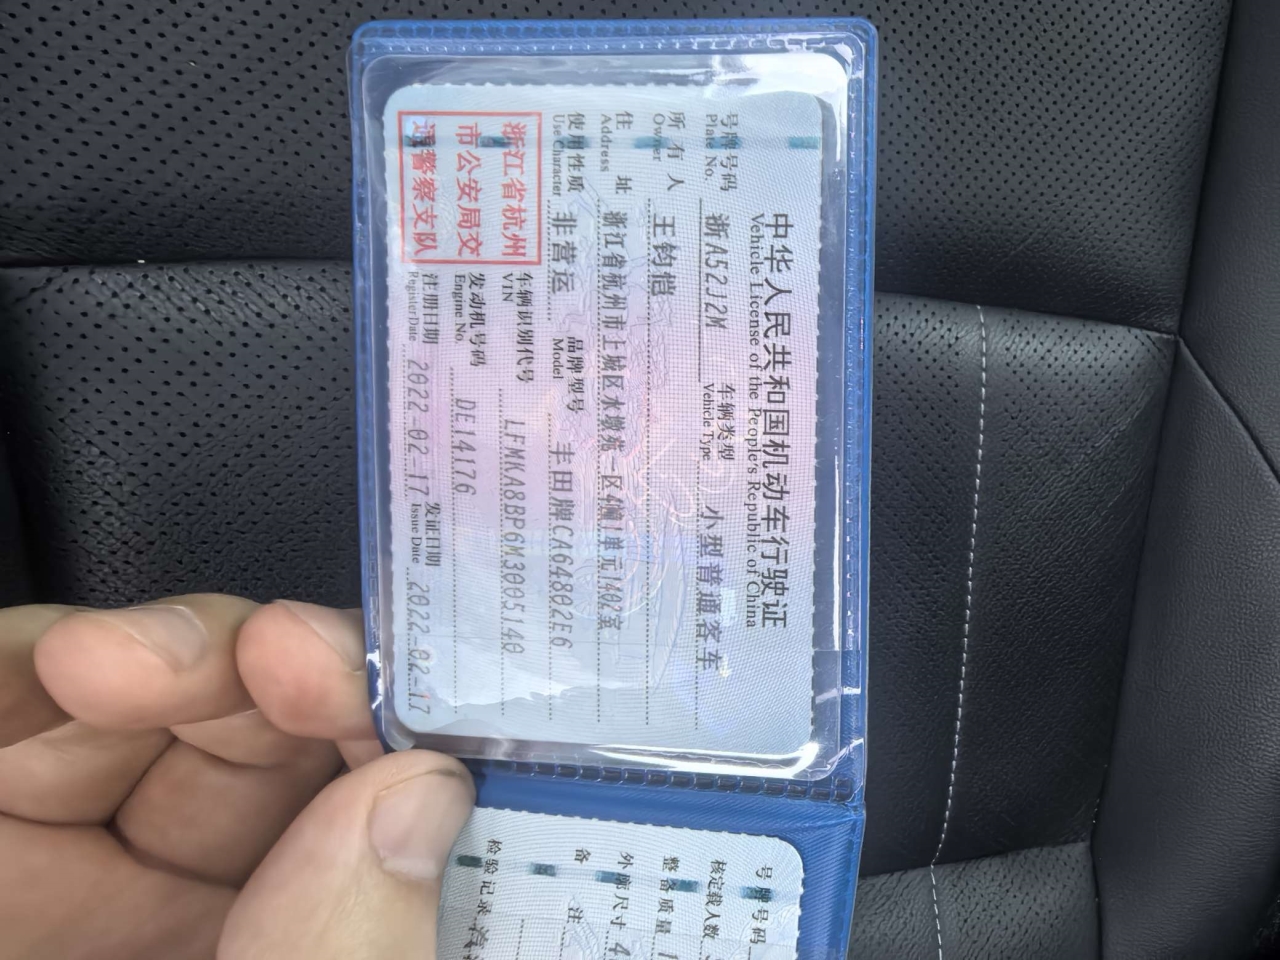 中华人民共和国机动车行驶证
Vehicle License of the People's Republic of China
号牌号码 浙A52J2M 车辆类型 小型普通客车
Plate No. Vehicle Type
所有人 王钧恺
Owner
住址 浙江省杭州市上城区水墩苑一区4幢1单元1402室
Address
使用性质 非营运 品牌型号 丰田牌CA64802E6
Use Character Model
浙江省杭州
市公安局交
通警察支队
车辆识别代号 LFMKA8BP6M3005140
VIN
发动机号码 DE14176
Engine No.
注册日期 2022-02-17 发证日期 2022-02-17
Register Date Issue Date
号牌号码
核定载人数
整备质量
外廓尺寸
备注
检验记录